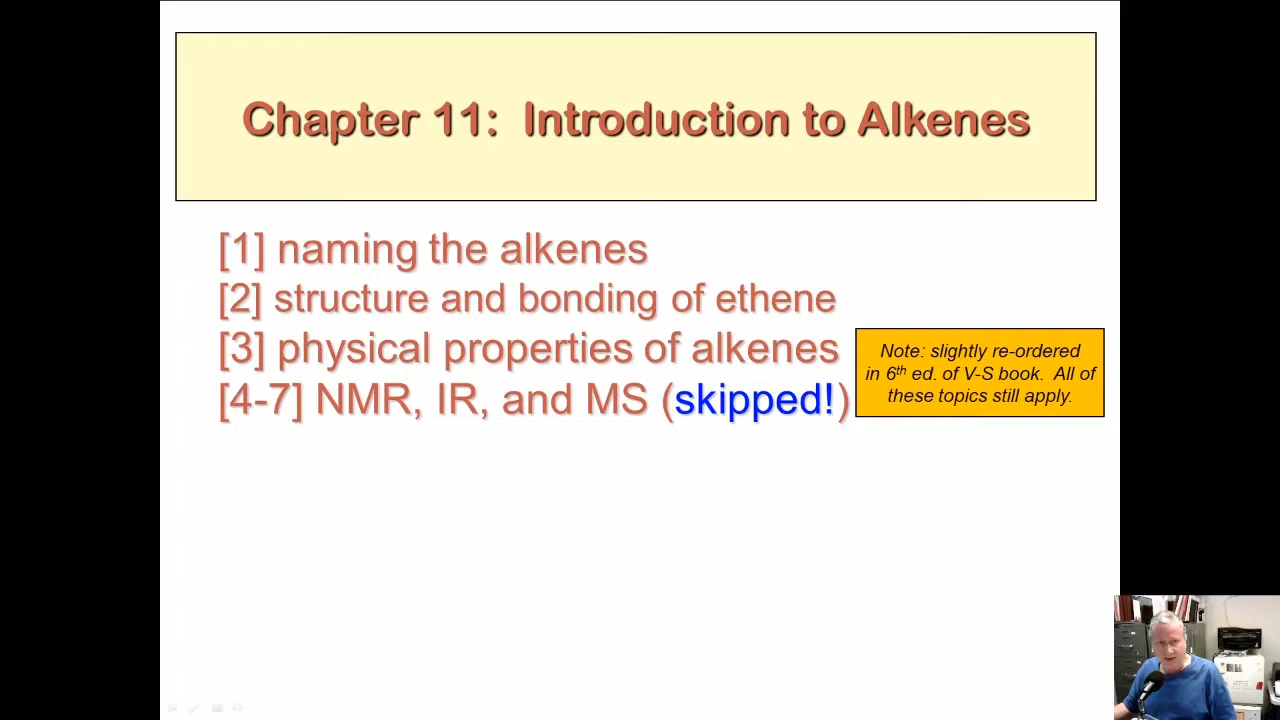 Chapter 11: Introduction to Alkenes
[1] naming the alkenes
[2] structure and bonding of ethene
[3] physical properties of alkenes
[4-7] NMR, IR, and MS (skipped!)
Note: slightly re-ordered
in 6th ed. of V-S book. All of
these topics still apply.